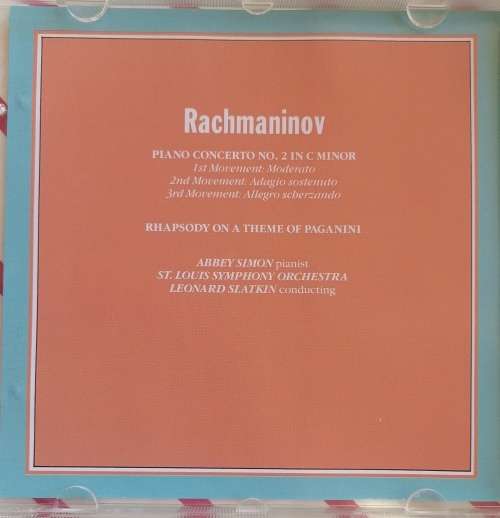 Rachmaninov
PIANO CONCERTO NO. 2 IN C MINOR
1st Movement: Moderato
2nd Movement: Adagio sostenuto
3rd Movement: Allegro scherzando
RHAPSODY ON A THEME OF PAGANINI
ABBEY SIMON pianist
ST. LOUIS SYMPHONY ORCHESTRA
LEONARD SLATKIN conducting